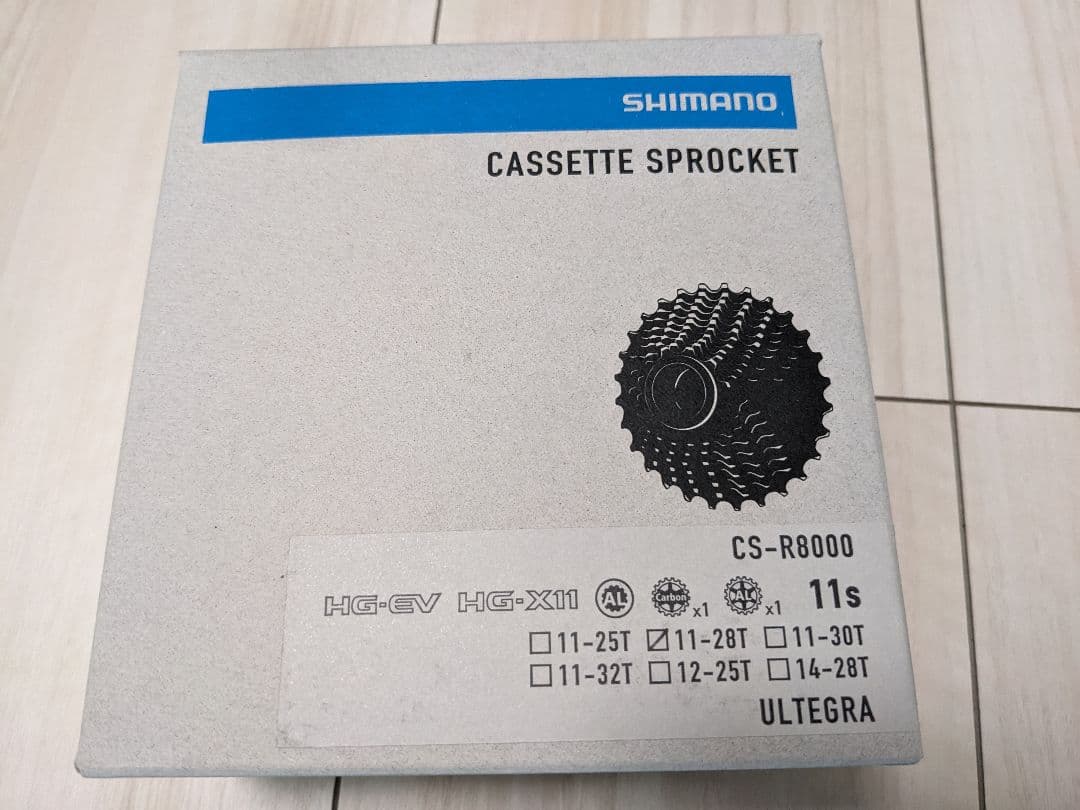 SHIMANO
CASSETTE SPROCKET
CS-R8000
HG-EV HG-X11 AL Carbon x1 AL x1 11s
☐11-25T ☑11-28T ☐11-30T
☐11-32T ☐12-25T ☐14-28T
ULTEGRA